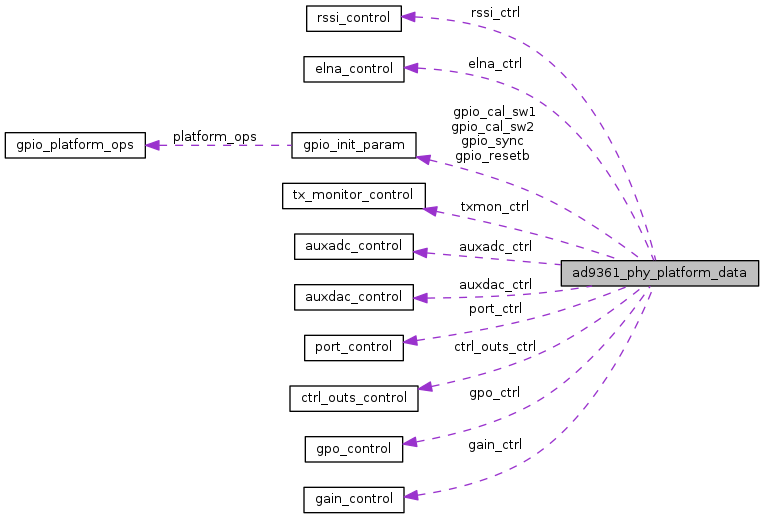 rssi_control
rssi_ctrl
elna_control
elna_ctrl
gpio_cal_sw1
gpio_cal_sw2
gpio_sync
gpio_resetb
gpio_platform_ops
platform_ops
gpio_init_param
tx_monitor_control
txmon_ctrl
auxadc_control
auxadc_ctrl
ad9361_phy_platform_data
auxdac_control
auxdac_ctrl
port_control
port_ctrl
ctrl_outs_control
ctrl_outs_ctrl
gpo_control
gpo_ctrl
gain_control
gain_ctrl